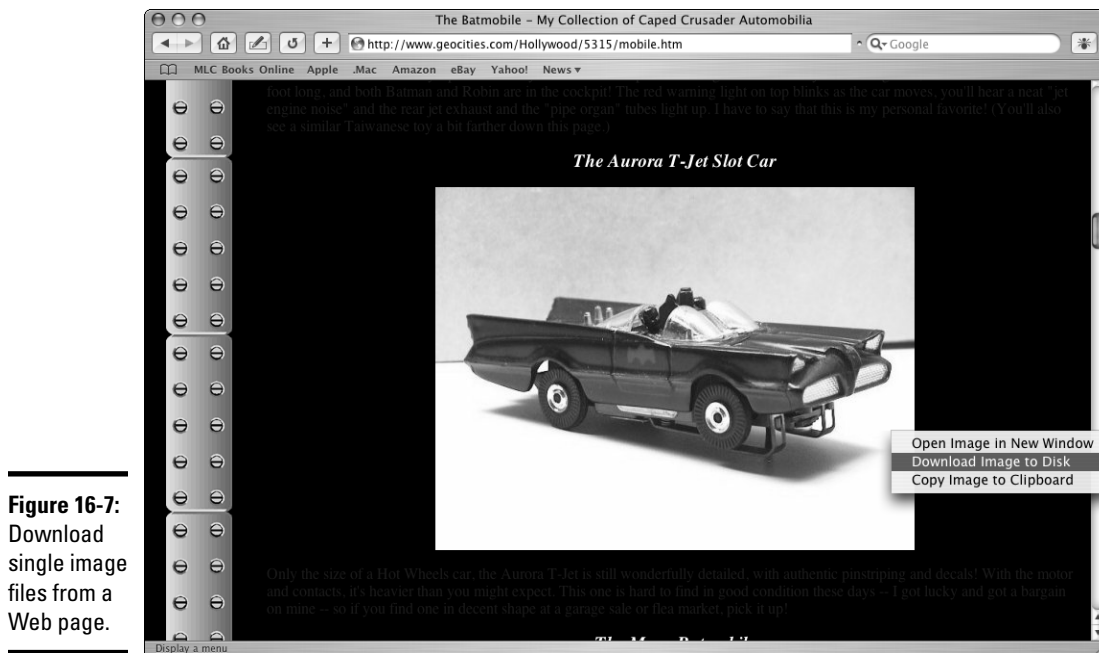 The Batmobile – My Collection of Caped Crusader Automobilia
http://www.geocities.com/Hollywood/5315/mobile.htm
Google
MLC Books Online Apple .Mac Amazon eBay Yahoo! News
foot long, and both Batman and Robin are in the cockpit! The red warning light on top blinks as the car moves, you'll hear a neat "jet
engine noise" and the rear jet exhaust and the "pipe organ" tubes light up. I have to say that this is my personal favorite! (You'll also
see a similar Taiwanese toy a bit farther down this page.)
The Aurora T-Jet Slot Car
Open Image in New Window
Download Image to Disk
Copy Image to Clipboard
Only the size of a Hot Wheels car, the Aurora T-Jet is still wonderfully detailed, with authentic pinstriping and decals! With the motor
and contacts, it's heavier than you might expect. This one is hard to find in good condition these days -- I got lucky and got a bargain
on mine -- so if you find one in decent shape at a garage sale or flea market, pick it up!
Display a menu
Figure 16-7:
Download
single image
files from a
Web page.